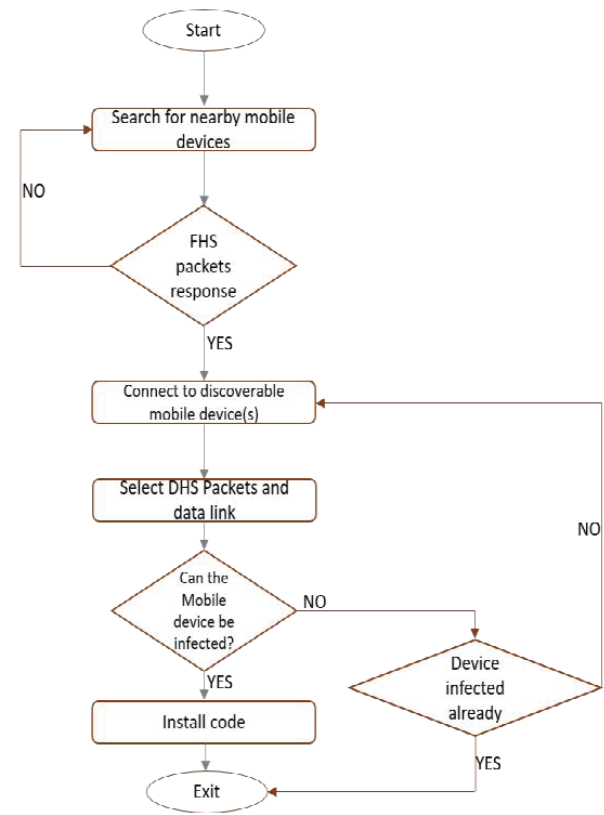 Start
Search for nearby mobile
devices
NO
FHS
packets
response
YES
Connect to discoverable
mobile device(s)
Select DHS Packets and
data link
NO
Can the
Mobile
device be
infected?
NO
Device
infected
already
YES
Install code
YES
Exit